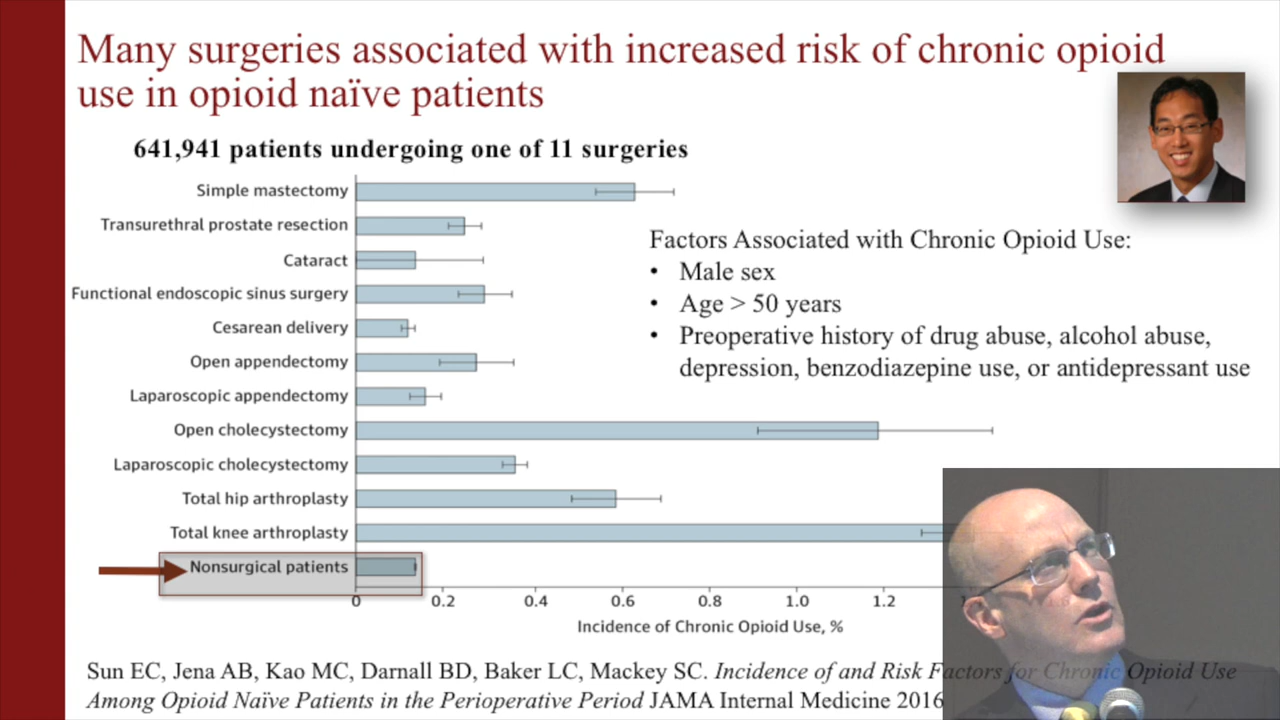 Many surgeries associated with increased risk of chronic opioid
use in opioid naïve patients
641,941 patients undergoing one of 11 surgeries
Simple mastectomy
Transurethral prostate resection
Cataract
Functional endoscopic sinus surgery
Cesarean delivery
Open appendectomy
Laparoscopic appendectomy
Open cholecystectomy
Laparoscopic cholecystectomy
Total hip arthroplasty
Total knee arthroplasty
Nonsurgical patients
0 0.2 0.4 0.6 0.8 1.0 1.2
Incidence of Chronic Opioid Use, %
Factors Associated with Chronic Opioid Use:
• Male sex
• Age > 50 years
• Preoperative history of drug abuse, alcohol abuse,
depression, benzodiazepine use, or antidepressant use
Sun EC, Jena AB, Kao MC, Darnall BD, Baker LC, Mackey SC. Incidence of and Risk Factors for Chronic Opioid Use
Among Opioid Naïve Patients in the Perioperative Period JAMA Internal Medicine 2016